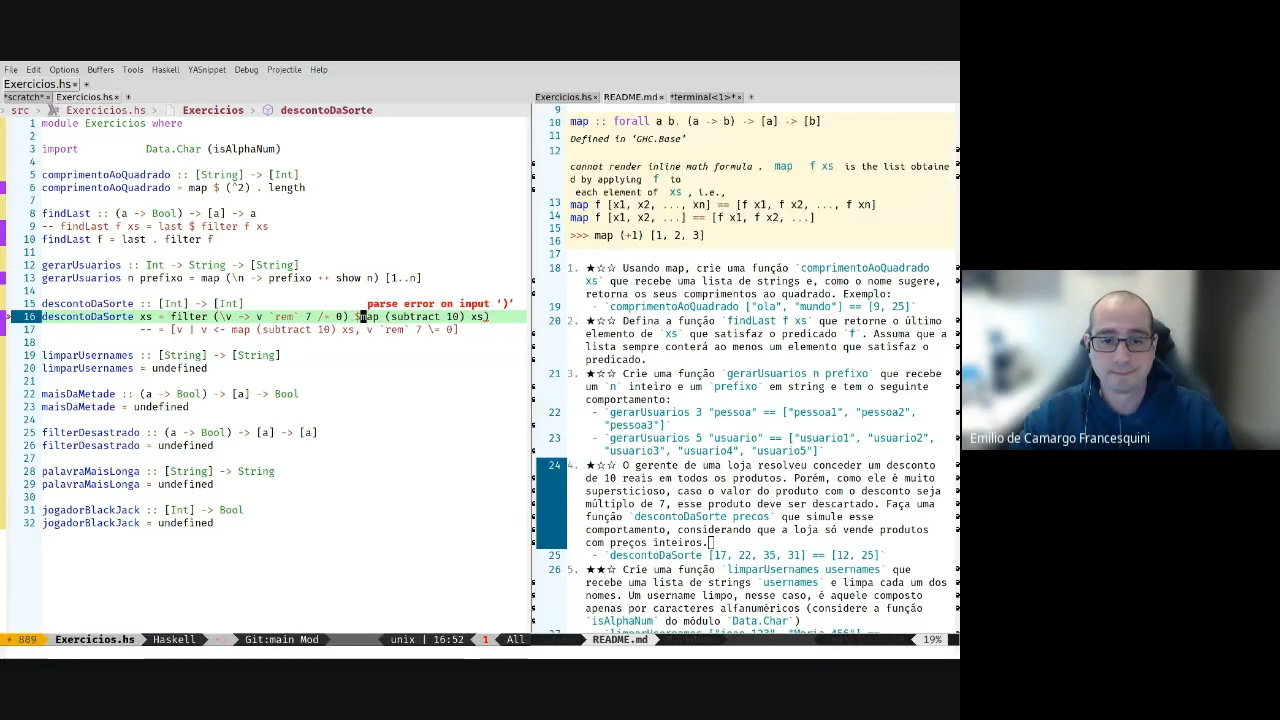 File Edit Options Buffers Tools Haskell YASnippet Debug Projectile Help
Exercicios.hs× +
*scratch*× Exercicios.hs× +
src > Exercicios.hs > Exercicios > descontoDaSorte
1 module Exercicios where
2
3 import Data.Char (isAlphaNum)
4
5 comprimentoAoQuadrado :: [String] -> [Int]
6 comprimentoAoQuadrado = map $ (^2) . length
7
8 findLast :: (a -> Bool) -> [a] -> a
9 -- findLast f xs = last $ filter f xs
10 findLast f = last . filter f
11
12 gerarUsuarios :: Int -> String -> [String]
13 gerarUsuarios n prefixo = map (\n -> prefixo ++ show n) [1..n]
14
15 descontoDaSorte :: [Int] -> [Int] parse error on input ‘)’
16 descontoDaSorte xs = filter (\v -> v `rem` 7 /= 0) $map (subtract 10) xs)
17 -- = [v | v <- map (subtract 10) xs, v `rem` 7 \= 0]
18
19 limparUsernames :: [String] -> [String]
20 limparUsernames = undefined
21
22 maisDaMetade :: (a -> Bool) -> [a] -> Bool
23 maisDaMetade = undefined
24
25 filterDesastrado :: (a -> Bool) -> [a] -> [a]
26 filterDesastrado = undefined
27
28 palavraMaisLonga :: [String] -> String
29 palavraMaisLonga = undefined
30
31 jogadorBlackJack :: [Int] -> Bool
32 jogadorBlackJack = undefined
889 Exercicios.hs Haskell Git:main Mod unix | 16:52 1 All
Exercicios.hs× README.md× *terminal<1>*× +
9
10 map :: forall a b. (a -> b) -> [a] -> [b]
11 Defined in ‘GHC.Base’
12
cannot render inline math formula . map f xs is the list obtaine
d by applying f to
each element of xs , i.e.,
13 map f [x1, x2, ..., xn] == [f x1, f x2, ..., f xn]
14 map f [x1, x2, ...] == [f x1, f x2, ...]
15
16 >>> map (+1) [1, 2, 3]
17
18 1. ★☆☆ Usando map, crie uma função `comprimentoAoQuadrado
xs` que recebe uma lista de strings e, como o nome sugere,
retorna os seus comprimentos ao quadrado. Exemplo:
19 - `comprimentoAoQuadrado ["ola", "mundo"] == [9, 25]`
20 2. ★☆☆ Defina a função `findLast f xs` que retorne o último
elemento de `xs` que satisfaz o predicado `f`. Assuma que a
lista sempre conterá ao menos um elemento que satisfaz o
predicado.
21 3. ★☆☆ Crie uma função `gerarUsuarios n prefixo` que recebe
um `n` inteiro e um `prefixo` em string e tem o seguinte
comportamento:
22 - `gerarUsuarios 3 "pessoa" == ["pessoa1", "pessoa2",
"pessoa3"]`
23 - `gerarUsuarios 5 "usuario" == ["usuario1", "usuario2",
"usuario3", "usuario4", "usuario5"]`
24 4. ★☆☆ O gerente de uma loja resolveu conceder um desconto
de 10 reais em todos os produtos. Porém, como ele é muito
supersticioso, caso o valor do produto com o desconto seja
múltiplo de 7, esse produto deve ser descartado. Faça uma
função `descontoDaSorte precos` que simule esse
comportamento, considerando que a loja só vende produtos
com preços inteiros.
25 - `descontoDaSorte [17, 22, 35, 31] == [12, 25]`
26 5. ★★☆ Crie uma função `limparUsernames usernames` que
recebe uma lista de strings `usernames` e limpa cada um dos
nomes. Um username limpo, nesse caso, é aquele composto
apenas por caracteres alfanuméricos (considere a função
`isAlphaNum` do módulo `Data.Char`)
README.md 19%
Emilio de Camargo Francesquini